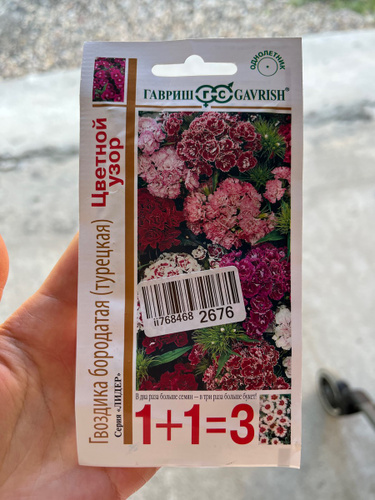 ОДНОЛЕТНИК
ГАВРИШ GAVRISH®
Гвоздика бородатая (турецкая)
Цветной
узор
Серия «ЛИДЕР»
ii768468 2676
В два раза больше семян — в три раза больше букет!
1+1=3